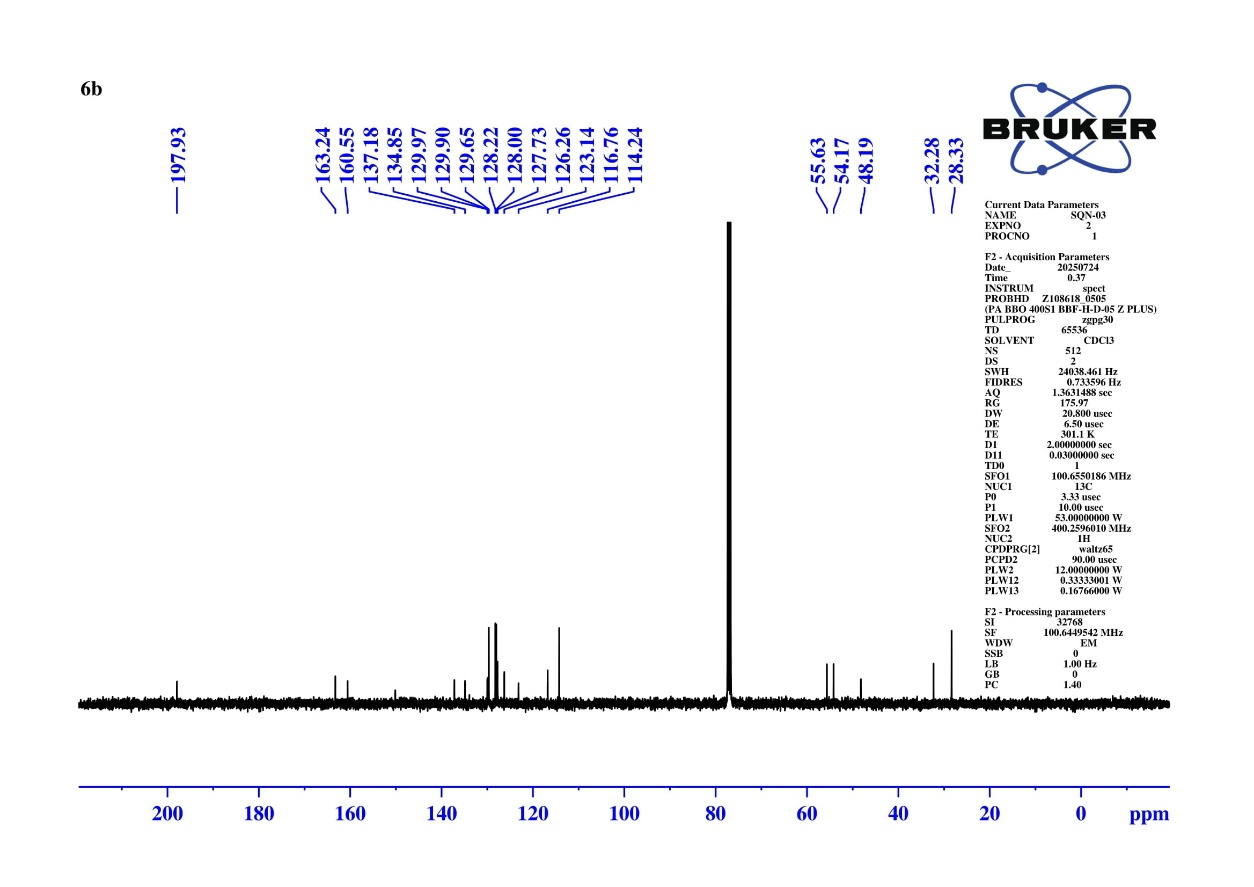 6b
197.93
163.24
160.55
137.18
134.85
129.97
129.90
129.65
128.22
128.00
127.73
126.26
123.14
116.76
114.24
55.63
54.17
48.19
32.28
28.33
BRUKER
Current Data Parameters
NAME SQN-03
EXPNO 2
PROCNO 1
F2 - Acquisition Parameters
Date_ 20250724
Time 0.37
INSTRUM spect
PROBHD Z108618_0505
(PA BBO 400S1 BBF-H-D-05 Z PLUS)
PULPROG zgpg30
TD 65536
SOLVENT CDCl3
NS 512
DS 2
SWH 24038.461 Hz
FIDRES 0.733596 Hz
AQ 1.3631488 sec
RG 175.97
DW 20.800 usec
DE 6.50 usec
TE 301.1 K
D1 2.00000000 sec
D11 0.03000000 sec
TD0 1
SFO1 100.6550186 MHz
NUC1 13C
P0 3.33 usec
P1 10.00 usec
PLW1 53.00000000 W
SFO2 400.2596010 MHz
NUC2 1H
CPDPRG[2] waltz65
PCPD2 90.00 usec
PLW2 12.00000000 W
PLW12 0.33333001 W
PLW13 0.16766000 W
F2 - Processing parameters
SI 32768
SF 100.6449542 MHz
WDW EM
SSB 0
LB 1.00 Hz
GB 0
PC 1.40
200 180 160 140 120 100 80 60 40 20 0 ppm